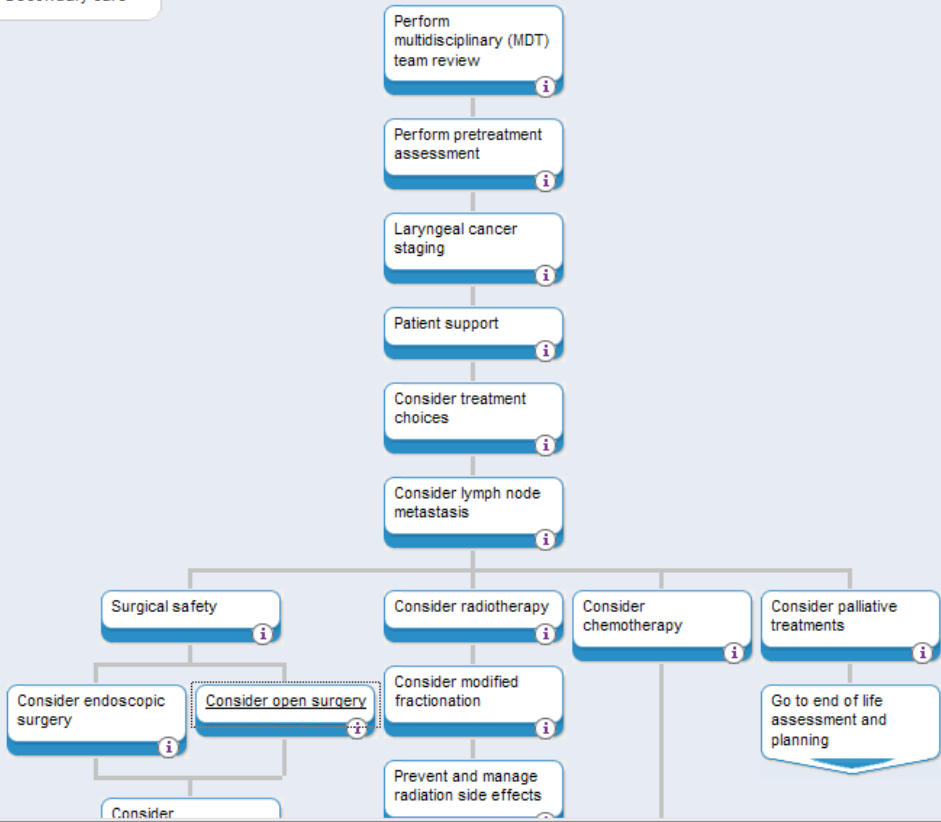 Perform
multidisciplinary (MDT)
team review
Perform pretreatment
assessment
Laryngeal cancer
staging
Patient support
Consider treatment
choices
Consider lymph node
metastasis
Surgical safety
Consider radiotherapy
Consider
chemotherapy
Consider palliative
treatments
Consider endoscopic
surgery
Consider open surgery
Consider modified
fractionation
Go to end of life
assessment and
planning
Prevent and manage
radiation side effects
Consider